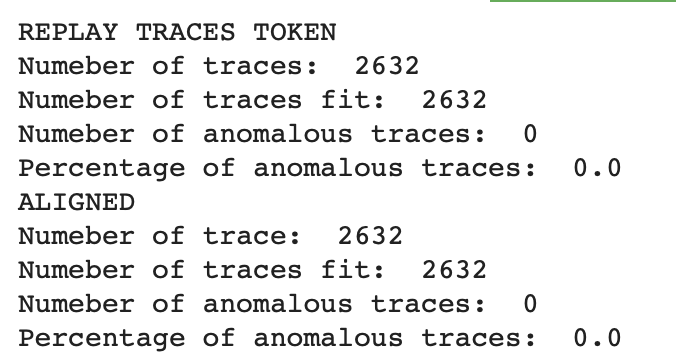 REPLAY TRACES TOKEN
Numeber of traces:  2632
Numeber of traces fit:  2632
Numeber of anomalous traces:  0
Percentage of anomalous traces:  0.0
ALIGNED
Numeber of trace:  2632
Numeber of traces fit:  2632
Numeber of anomalous traces:  0
Percentage of anomalous traces:  0.0